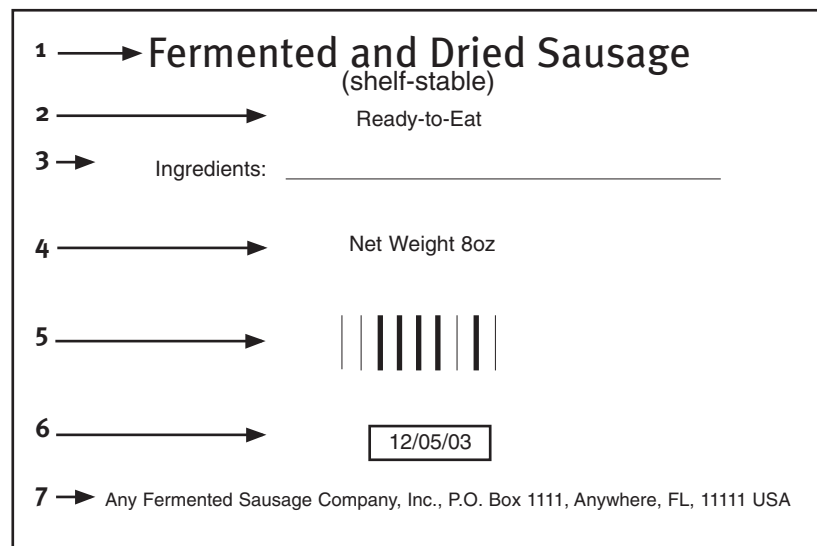 1 Fermented and Dried Sausage
(shelf-stable)
2 Ready-to-Eat
3 Ingredients:
4 Net Weight 8oz
5
6 12/05/03
7 Any Fermented Sausage Company, Inc., P.O. Box 1111, Anywhere, FL, 11111 USA